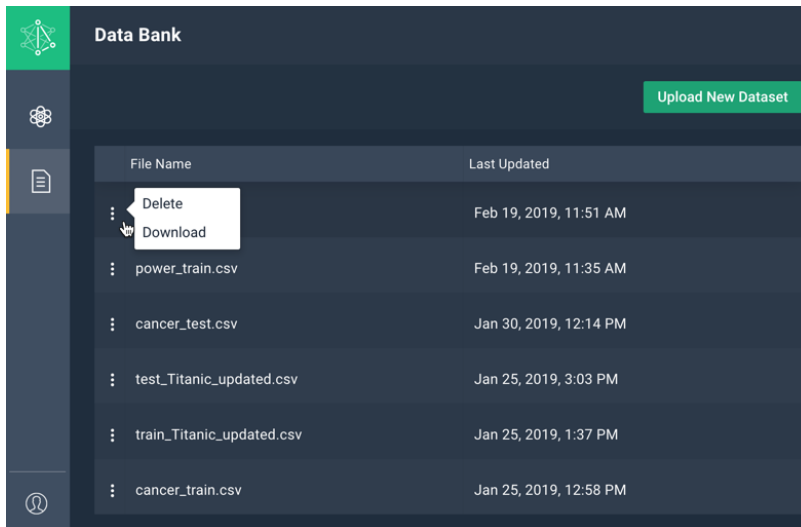 Data Bank
Upload New Dataset
File Name Last Updated
Delete
Feb 19, 2019, 11:51 AM
Download
power_train.csv Feb 19, 2019, 11:35 AM
cancer_test.csv Jan 30, 2019, 12:14 PM
test_Titanic_updated.csv Jan 25, 2019, 3:03 PM
train_Titanic_updated.csv Jan 25, 2019, 1:37 PM
cancer_train.csv Jan 25, 2019, 12:58 PM